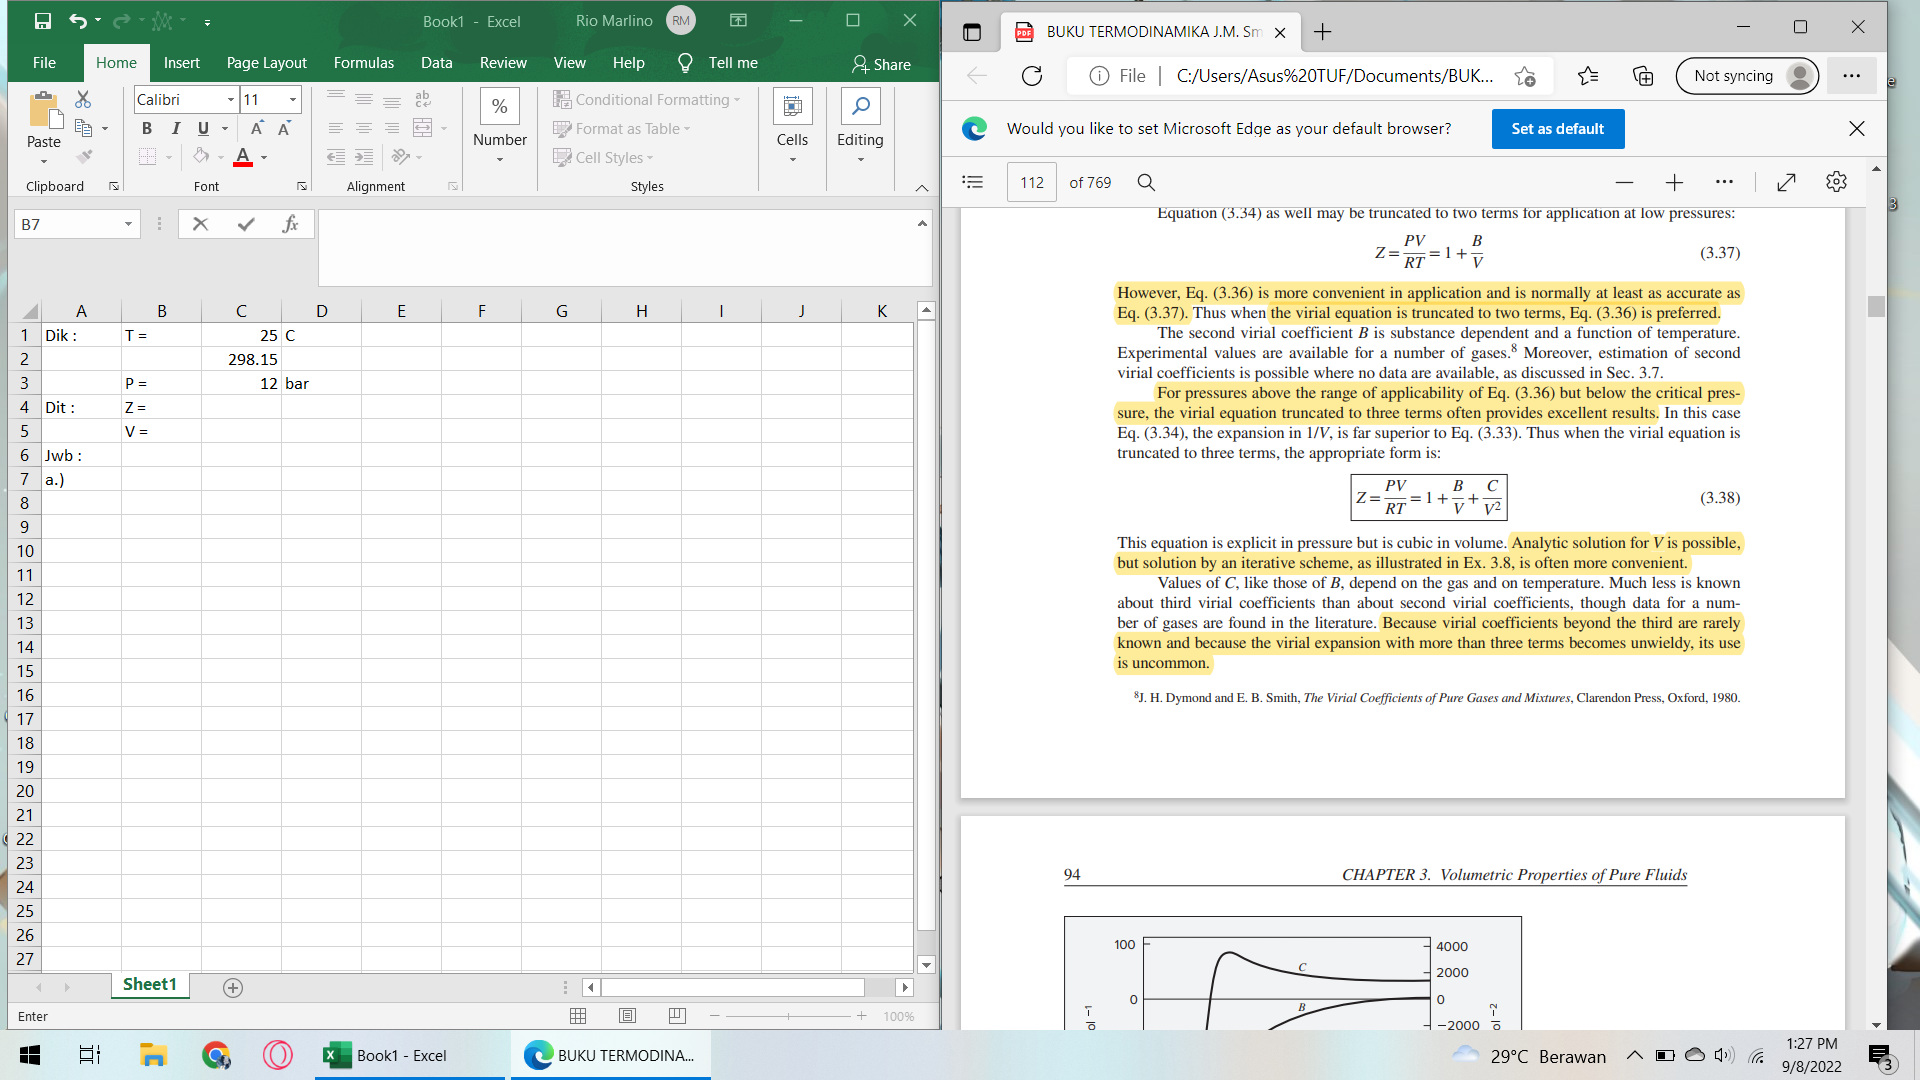 Book1 - Excel
Rio Marlino
RM
File Home Insert Page Layout Formulas Data Review View Help Tell me Share
Paste
Calibri 11
B I U A A
A
ab
%
Number
Conditional Formatting
Format as Table
Cell Styles
Cells
Editing
Clipboard Font Alignment Styles
B7 fx
A B C D E F G H I J K
1 Dik : T = 25 C
2 298.15
3 P = 12 bar
4 Dit : Z =
5 V =
6 Jwb :
7 a.)
8
9
10
11
12
13
14
15
16
17
18
19
20
21
22
23
24
25
26
27
Sheet1
Enter 100%
BUKU TERMODINAMIKA J.M. Sm
File C:/Users/Asus%20TUF/Documents/BUK...
Not syncing
Would you like to set Microsoft Edge as your default browser? Set as default
112 of 769
Equation (3.34) as well may be truncated to two terms for application at low pressures:
Z = PV/RT = 1 + B/V (3.37)
However, Eq. (3.36) is more convenient in application and is normally at least as accurate as
Eq. (3.37). Thus when the virial equation is truncated to two terms, Eq. (3.36) is preferred.
The second virial coefficient B is substance dependent and a function of temperature.
Experimental values are available for a number of gases.⁸ Moreover, estimation of second
virial coefficients is possible where no data are available, as discussed in Sec. 3.7.
For pressures above the range of applicability of Eq. (3.36) but below the critical pres-
sure, the virial equation truncated to three terms often provides excellent results. In this case
Eq. (3.34), the expansion in 1/V, is far superior to Eq. (3.33). Thus when the virial equation is
truncated to three terms, the appropriate form is:
Z = PV/RT = 1 + B/V + C/V² (3.38)
This equation is explicit in pressure but is cubic in volume. Analytic solution for V is possible,
but solution by an iterative scheme, as illustrated in Ex. 3.8, is often more convenient.
Values of C, like those of B, depend on the gas and on temperature. Much less is known
about third virial coefficients than about second virial coefficients, though data for a num-
ber of gases are found in the literature. Because virial coefficients beyond the third are rarely
known and because the virial expansion with more than three terms becomes unwieldy, its use
is uncommon.
⁸J. H. Dymond and E. B. Smith, The Virial Coefficients of Pure Gases and Mixtures, Clarendon Press, Oxford, 1980.
94 CHAPTER 3. Volumetric Properties of Pure Fluids
100
0
C
B
4000
2000
0
−2000
ol −1
ol −2
Book1 - Excel
BUKU TERMODINA...
29°C Berawan
1:27 PM
9/8/2022
3